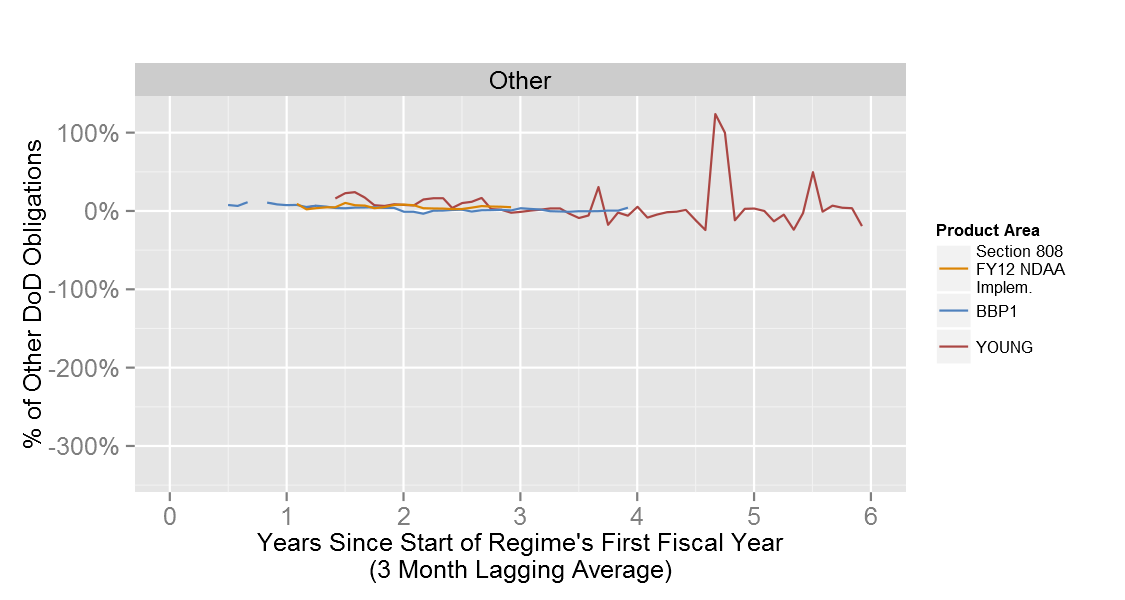 Other
% of Other DoD Obligations
100%
0%
-100%
-200%
-300%
0 1 2 3 4 5 6
Years Since Start of Regime's First Fiscal Year
(3 Month Lagging Average)
Product Area
Section 808
FY12 NDAA
Implem.
BBP1
YOUNG